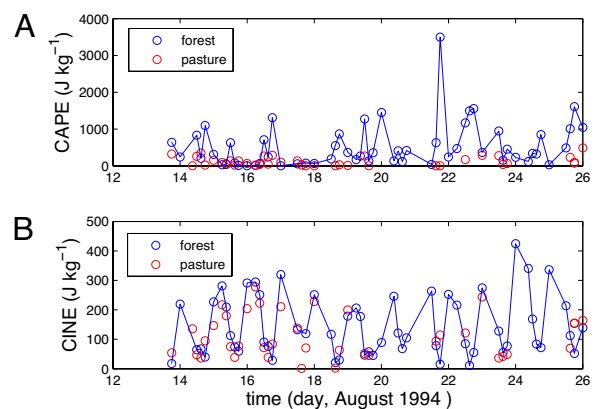 A
4000
3000
2000
1000
0
CAPE (J kg⁻¹)
forest
pasture
12 14 16 18 20 22 24 26
B
500
400
300
200
100
0
CINE (J kg⁻¹)
forest
pasture
12 14 16 18 20 22 24 26
time (day, August 1994 )